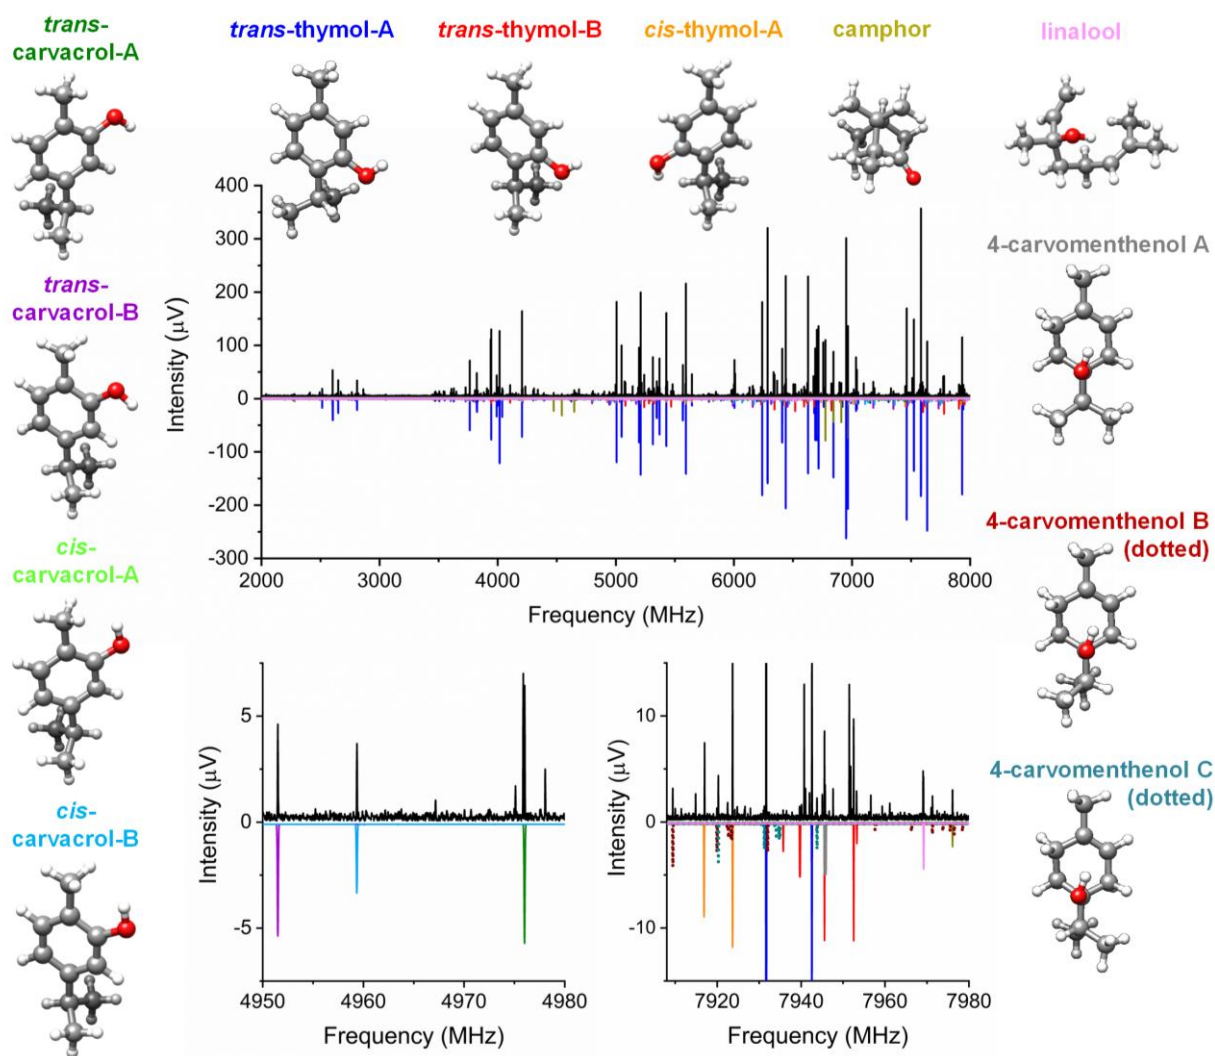 trans-
carvacrol-A
trans-thymol-A
trans-thymol-B
cis-thymol-A
camphor
linalool
trans-
carvacrol-B
cis-
carvacrol-A
cis-
carvacrol-B
4-carvomenthenol A
4-carvomenthenol B
(dotted)
4-carvomenthenol C
(dotted)
Intensity (µV)
400
300
200
100
0
-100
-200
-300
2000 3000 4000 5000 6000 7000 8000
Frequency (MHz)
Intensity (µV)
5
0
-5
4950 4960 4970 4980
Frequency (MHz)
Intensity (µV)
10
0
-10
7920 7940 7960 7980
Frequency (MHz)